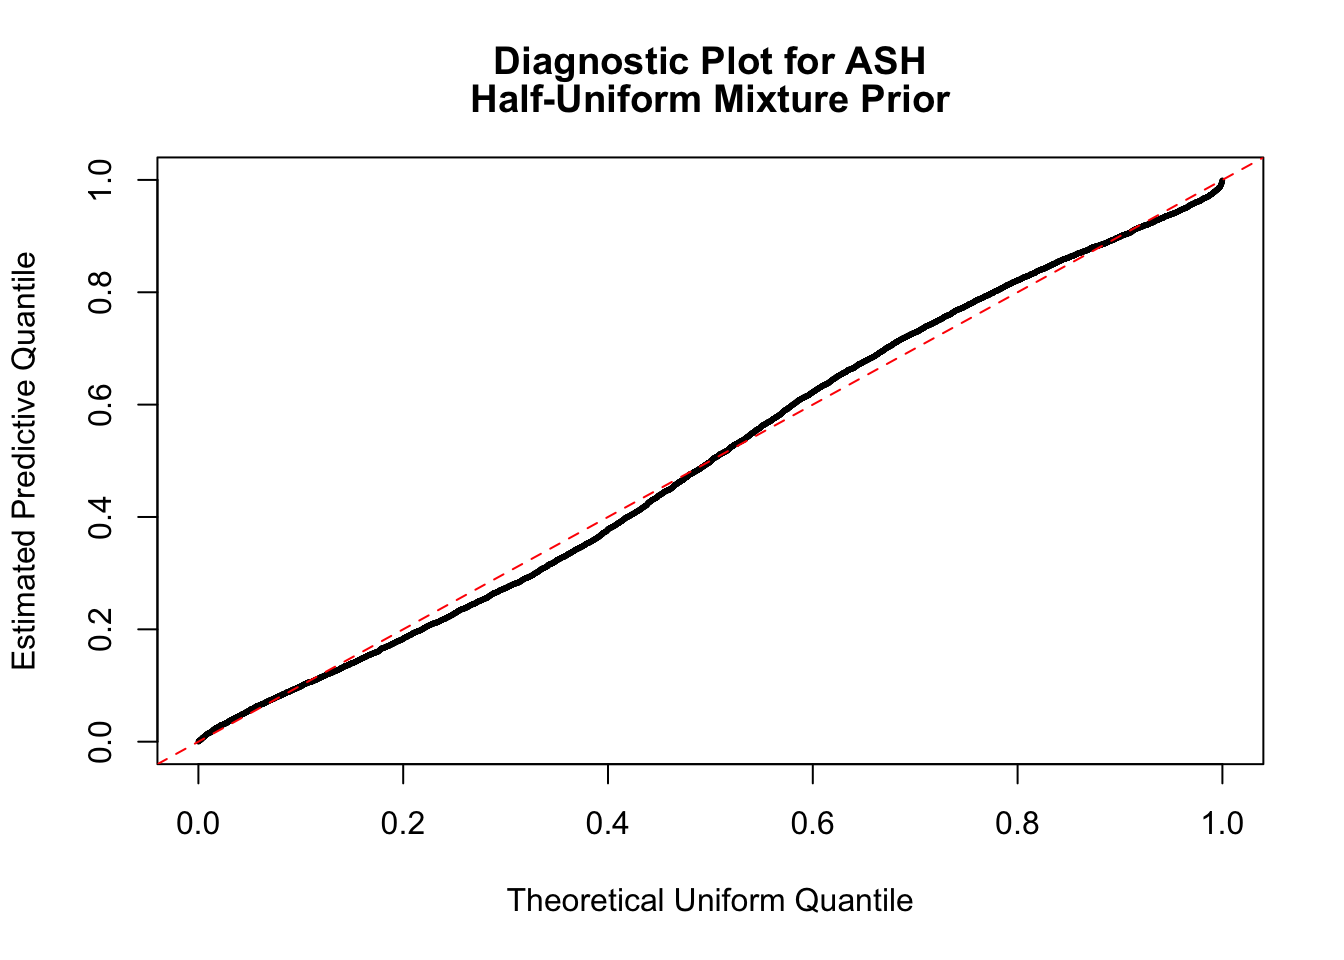 Diagnostic Plot for ASH
Half-Uniform Mixture Prior
Estimated Predictive Quantile
1.0
0.8
0.6
0.4
0.2
0.0
0.0 0.2 0.4 0.6 0.8 1.0
Theoretical Uniform Quantile